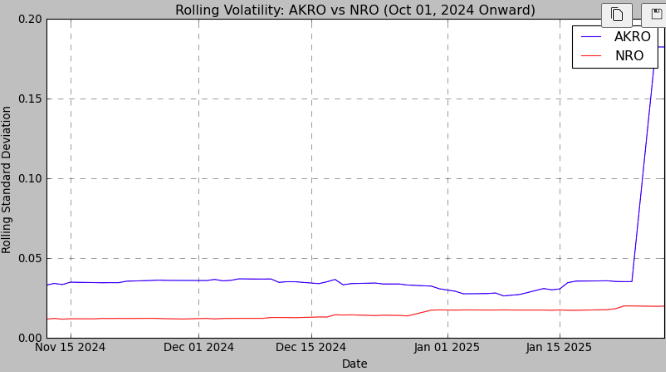 Rolling Volatility: AKRO vs NRO (Oct 01, 2024 Onward)
0.20
AKRO
NRO
0.15
0.10
0.05
0.00
Rolling Standard Deviation
Nov 15 2024 Dec 01 2024 Dec 15 2024 Jan 01 2025 Jan 15 2025
Date